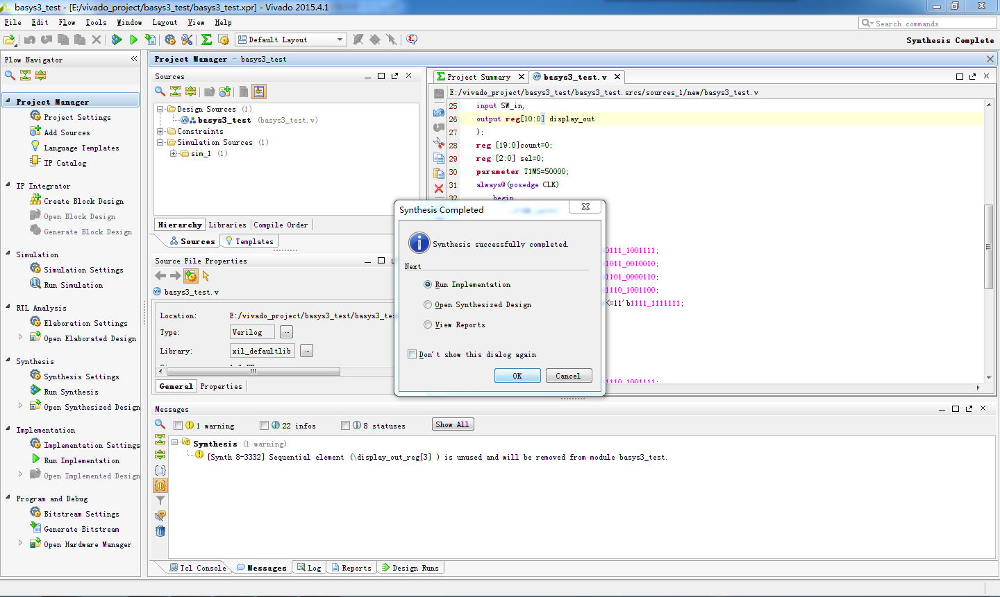 basys3_test - [E:/vivado_project/basys3_test/basys3_test.xpr] - Vivado 2015.4.1
File Edit Flow Tools Window Layout View Help
Search commands
Default Layout
Synthesis Complete
Flow Navigator
Project Manager
Project Settings
Add Sources
Language Templates
IP Catalog
IP Integrator
Create Block Design
Open Block Design
Generate Block Design
Simulation
Simulation Settings
Run Simulation
RTL Analysis
Elaboration Settings
Open Elaborated Design
Synthesis
Synthesis Settings
Run Synthesis
Open Synthesized Design
Implementation
Implementation Settings
Run Implementation
Open Implemented Design
Program and Debug
Bitstream Settings
Generate Bitstream
Open Hardware Manager
Project Manager - basys3_test
Sources
Design Sources (1)
basys3_test (basys3_test.v)
Constraints
Simulation Sources (1)
sim_1 (1)
Hierarchy Libraries Compile Order
Sources Templates
Source File Properties
basys3_test.v
Location: E:/vivado_project/basys3_test/basys3_tes
Type: Verilog
Library: xil_defaultlib
General Properties
Project Summary basys3_test.v
E:/vivado_project/basys3_test/basys3_test.srcs/sources_1/new/basys3_test.v
25 input SW_in,
26 output reg[10:0] display_out
27 );
28 reg [19:0]count=0;
29 reg [2:0] sel=0;
30 parameter T1MS=50000;
31 always@(posedge CLK)
32 begin
0111_1001111;
1011_0010010;
1101_0000110;
1110_1001100;
<=11'b1111_1111111;
1110_1001111;
Synthesis Completed
Synthesis successfully completed.
Next
Run Implementation
Open Synthesized Design
View Reports
Don't show this dialog again
OK Cancel
Messages
1 warning 22 infos 8 statuses Show All
Synthesis (1 warning)
[Synth 8-3332] Sequential element (\display_out_reg[3] ) is unused and will be removed from module basys3_test.
Tcl Console Messages Log Reports Design Runs